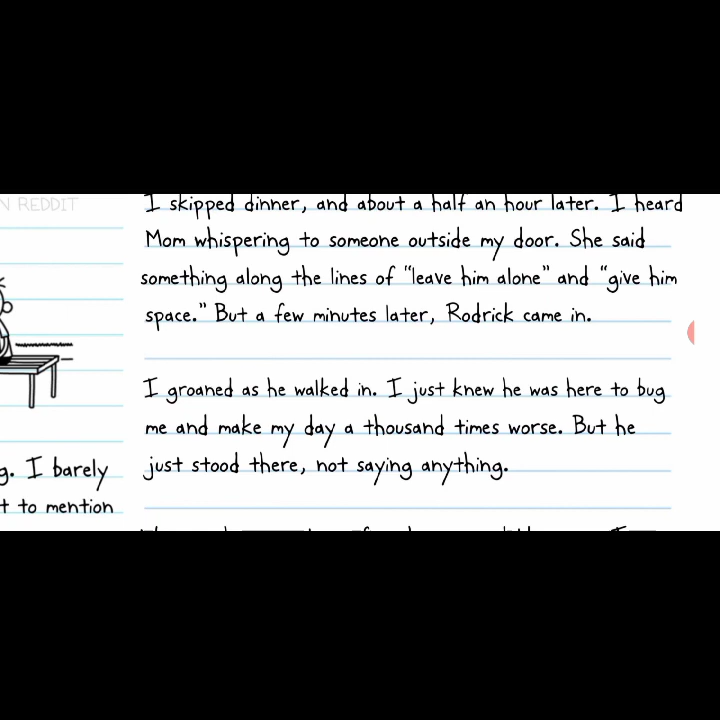 N REDDIT
I skipped dinner, and about a half an hour later. I heard
Mom whispering to someone outside my door. She said
something along the lines of "leave him alone" and "give him
space." But a few minutes later, Rodrick came in.
I groaned as he walked in. I just knew he was here to bug
me and make my day a thousand times worse. But he
just stood there, not saying anything.
g. I barely
t to mention